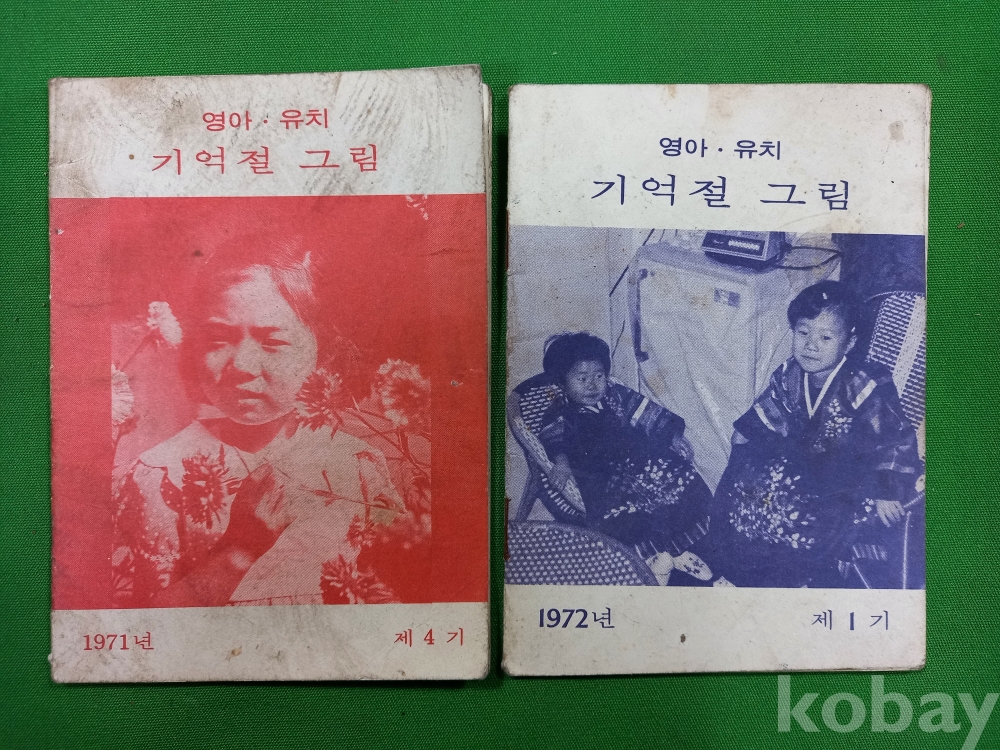 영아 · 유치
기억절 그림
1971년
제 4 기
영아 · 유치
기억절 그림
1972년
제 1 기
kobay